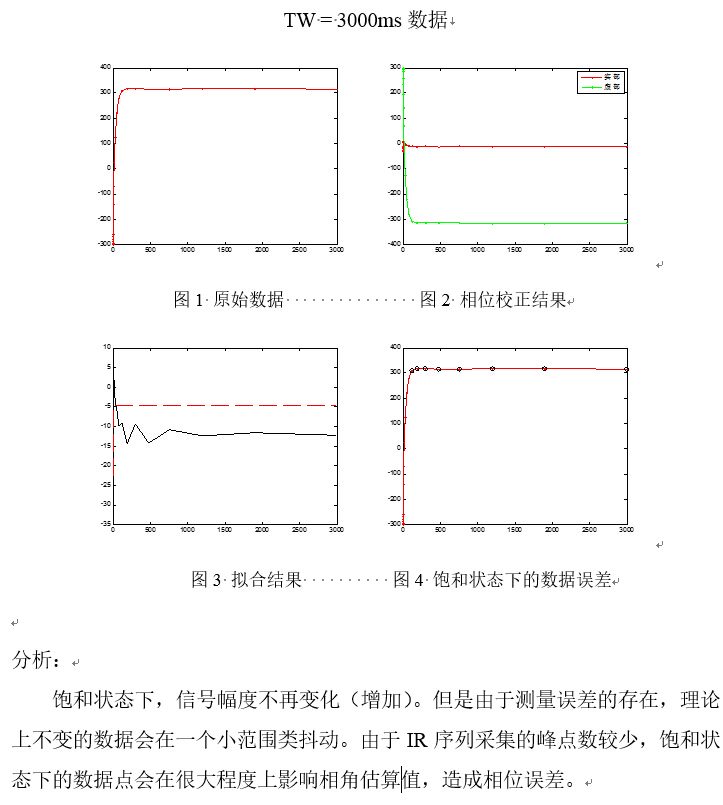 TW = 3000ms 数据
400
300
200
100
0
-100
-200
-300
0 500 1000 1500 2000 2500 3000
300
200
100
0
-100
-200
-300
-400
0 500 1000 1500 2000 2500 3000
实部
虚部
图 1 原始数据 图 2 相位校正结果
10
5
0
-5
-10
-15
-20
-25
-30
-35
0 500 1000 1500 2000 2500 3000
400
300
200
100
0
-100
-200
-300
0 500 1000 1500 2000 2500 3000
图 3 拟合结果 图 4 饱和状态下的数据误差
分析：
饱和状态下，信号幅度不再变化（增加）。但是由于测量误差的存在，理论
上不变的数据会在一个小范围类抖动。由于 IR 序列采集的峰点数较少，饱和状
态下的数据点会在很大程度上影响相角估算值，造成相位误差。